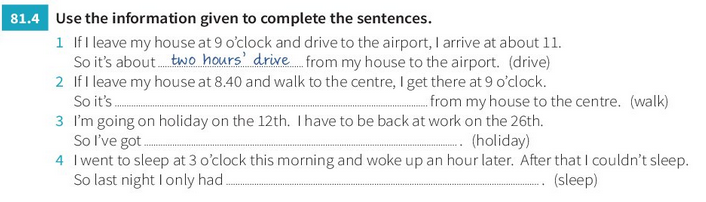 81.4 Use the information given to complete the sentences.
1 If I leave my house at 9 o'clock and drive to the airport, I arrive at about 11.
So it's about two hours' drive from my house to the airport. (drive)
2 If I leave my house at 8.40 and walk to the centre, I get there at 9 o'clock.
So it's ........ from my house to the centre. (walk)
3 I'm going on holiday on the 12th. I have to be back at work on the 26th.
So I've got ........ . (holiday)
4 I went to sleep at 3 o'clock this morning and woke up an hour later. After that I couldn't sleep.
So last night I only had ........ . (sleep)